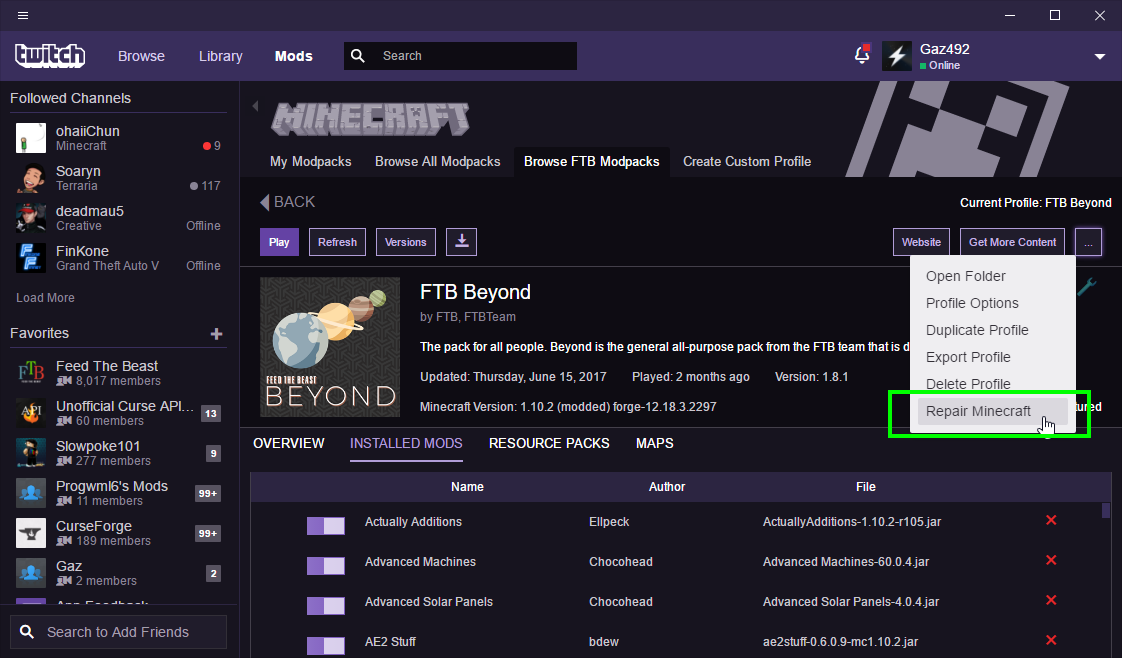 twitch
Browse
Library
Mods
Search
Gaz492
Online
Followed Channels
ohaiiChun
Minecraft
9
Soaryn
Terraria
117
deadmau5
Creative
Offline
FinKone
Grand Theft Auto V
Offline
Load More
Favorites
Feed The Beast
8,017 members
Unofficial Curse API...
60 members
13
Slowpoke101
277 members
9
Progwml6's Mods
11 members
99+
CurseForge
189 members
99+
Gaz
2 members
2
Search to Add Friends
MINECRAFT
My Modpacks
Browse All Modpacks
Browse FTB Modpacks
Create Custom Profile
BACK
Current Profile: FTB Beyond
Play
Refresh
Versions
Website
Get More Content
...
Open Folder
Profile Options
Duplicate Profile
Export Profile
Delete Profile
Repair Minecraft
FEED THE BEAST
BEYOND
FTB Beyond
by FTB, FTBTeam
The pack for all people. Beyond is the general all-purpose pack from the FTB team that is d
Updated: Thursday, June 15, 2017
Played: 2 months ago
Version: 1.8.1
Minecraft Version: 1.10.2 (modded) forge-12.18.3.2297
OVERVIEW
INSTALLED MODS
RESOURCE PACKS
MAPS
Name
Author
File
Actually Additions
Ellpeck
ActuallyAdditions-1.10.2-r105.jar
Advanced Machines
Chocohead
Advanced Machines-60.0.4.jar
Advanced Solar Panels
Chocohead
Advanced Solar Panels-4.0.4.jar
AE2 Stuff
bdew
ae2stuff-0.6.0.9-mc1.10.2.jar